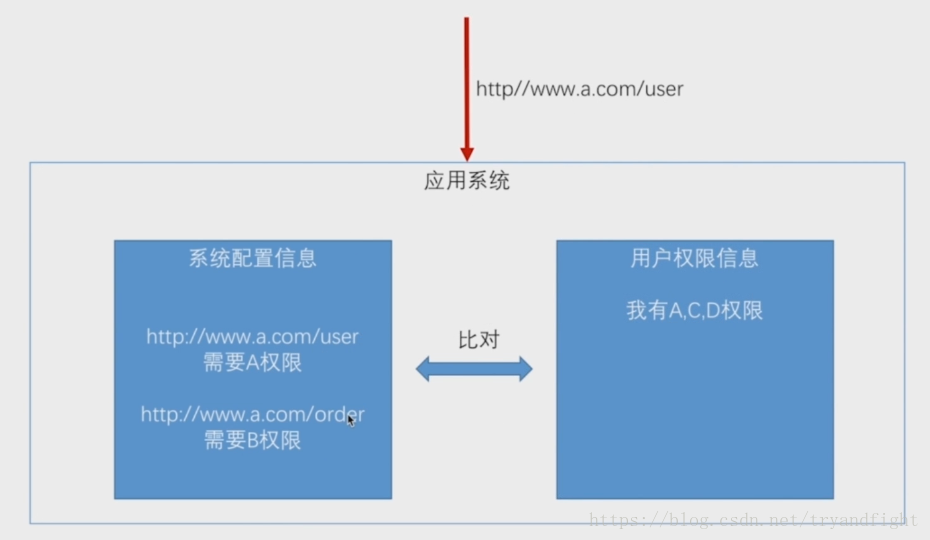 http//www.a.com/user
应用系统
系统配置信息
http://www.a.com/user
需要A权限
http://www.a.com/order
需要B权限
比对
用户权限信息
我有A,C,D权限
https://blog.csdn.net/tryandfight